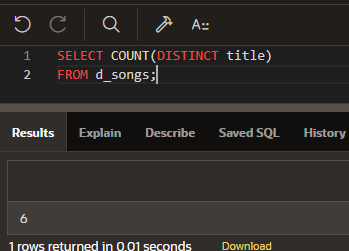 A::
1 SELECT COUNT(DISTINCT title)
2 FROM d_songs;
Results Explain Describe Saved SQL History
6
1 rows returned in 0.01 seconds Download